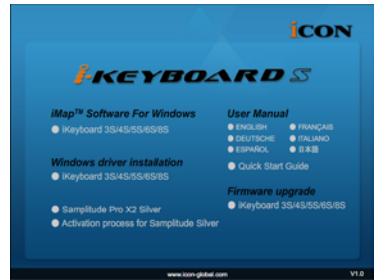 iCON
i-KEYBOARD S
iMap™ Software For Windows
iKeyboard 3S/4S/5S/6S/8S
Windows driver installation
iKeyboard 3S/4S/5S/6S/8S
Samplitude Pro X2 Silver
Activation process for Samplitude Silver
User Manual
ENGLISH FRANÇAIS
DEUTSCHE ITALIANO
ESPAÑOL 日本語
Quick Start Guide
Firmware upgrade
iKeyboard 3S/4S/5S/6S/8S
www.icon-global.com V1.0